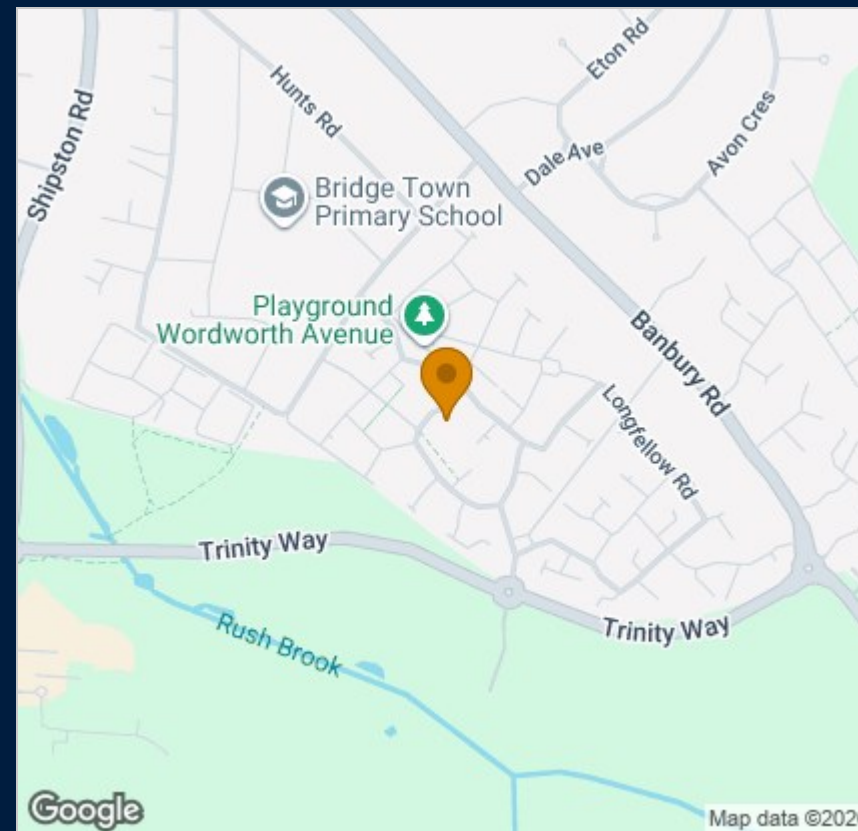 Eton Rd
Hunts Rd
Shipston Rd
Dale Ave
Avon Cres
Bridge Town
Primary School
Playground
Wordworth Avenue
Banbury Rd
Longfellow Rd
Trinity Way
Trinity Way
Rush Brook
Google
Map data ©2020